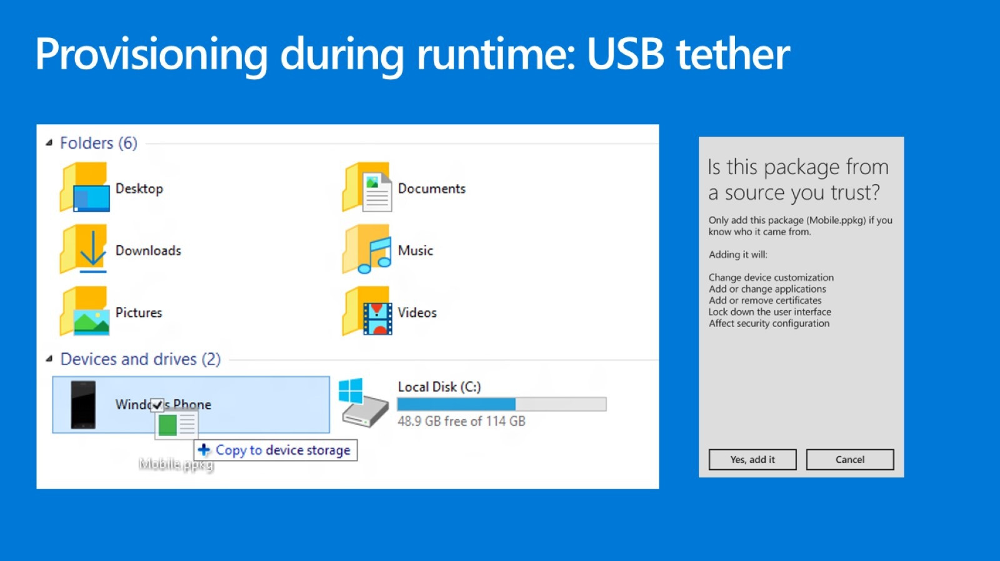 Provisioning during runtime: USB tether
Folders (6)
Desktop
Documents
Downloads
Music
Pictures
Videos
Devices and drives (2)
Windows Phone
Local Disk (C:)
48.9 GB free of 114 GB
Copy to device storage
Mobile.ppkg
Is this package from
a source you trust?
Only add this package (Mobile.ppkg) if you
know who it came from.
Adding it will:
Change device customization
Add or change applications
Add or remove certificates
Lock down the user interface
Affect security configuration
Yes, add it
Cancel